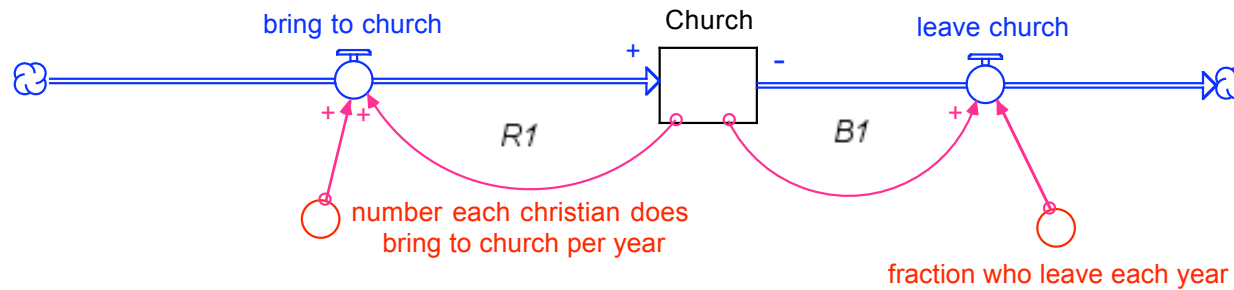 Church
bring to church
leave church
+
-
+ +
+
R1
B1
number each christian does
bring to church per year
fraction who leave each year